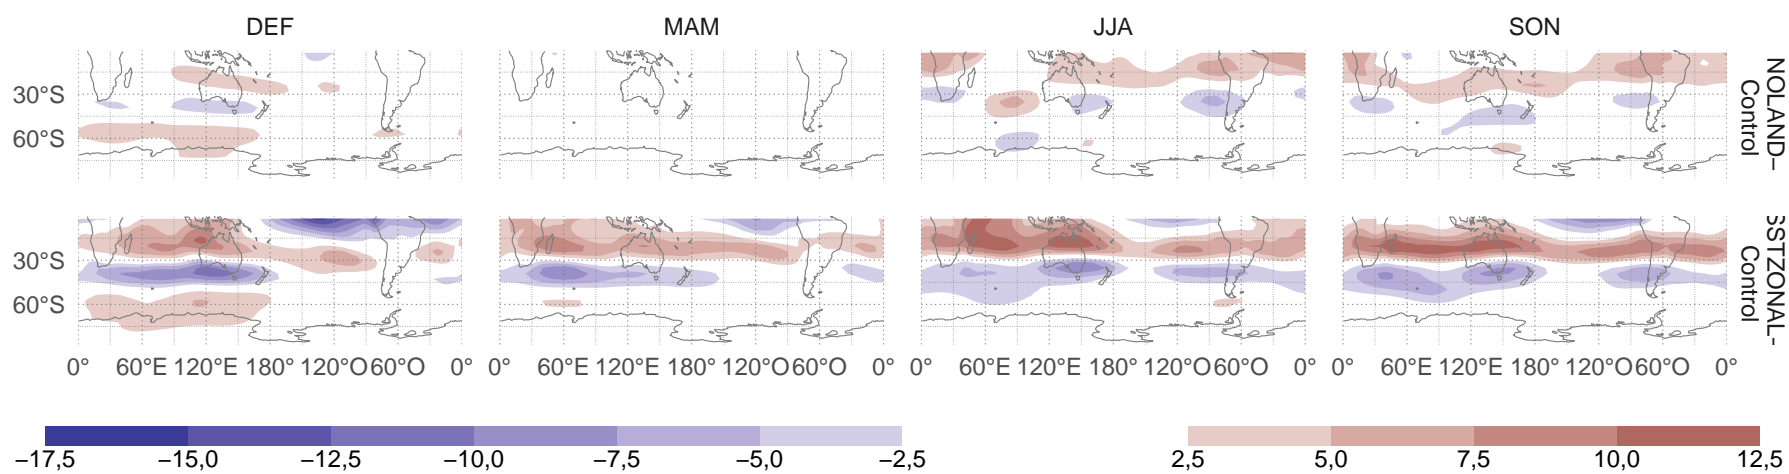 DEF MAM JJA SON
30°S
60°S
NOLAND–
Control
30°S
60°S
SSTZONAL–
Control
0° 60°E 120°E 180° 120°O 60°O 0° 60°E 120°E 180° 120°O 60°O 0° 60°E 120°E 180° 120°O 60°O 0° 60°E 120°E 180° 120°O 60°O 0°
–17,5 –15,0 –12,5 –10,0 –7,5 –5,0 –2,5 2,5 5,0 7,5 10,0 12,5